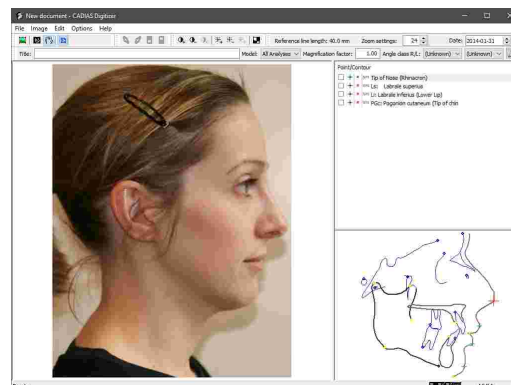 New document - CADIAS Digitizer
File Image Edit Options Help
Reference line length: 40.0 mm Zoom settings: 24 Date: 2014-01-31
Title: Model: All Analyses Magnification factor: 1.00 Angle class R/L: (Unknown) (Unknown)
Point/Contour
Tip of Nose (Rhinacron)
Ls: Labrale superius
Li: Labrale inferius (Lower Lip)
PGc: Pogonion cutaneum (Tip of chin